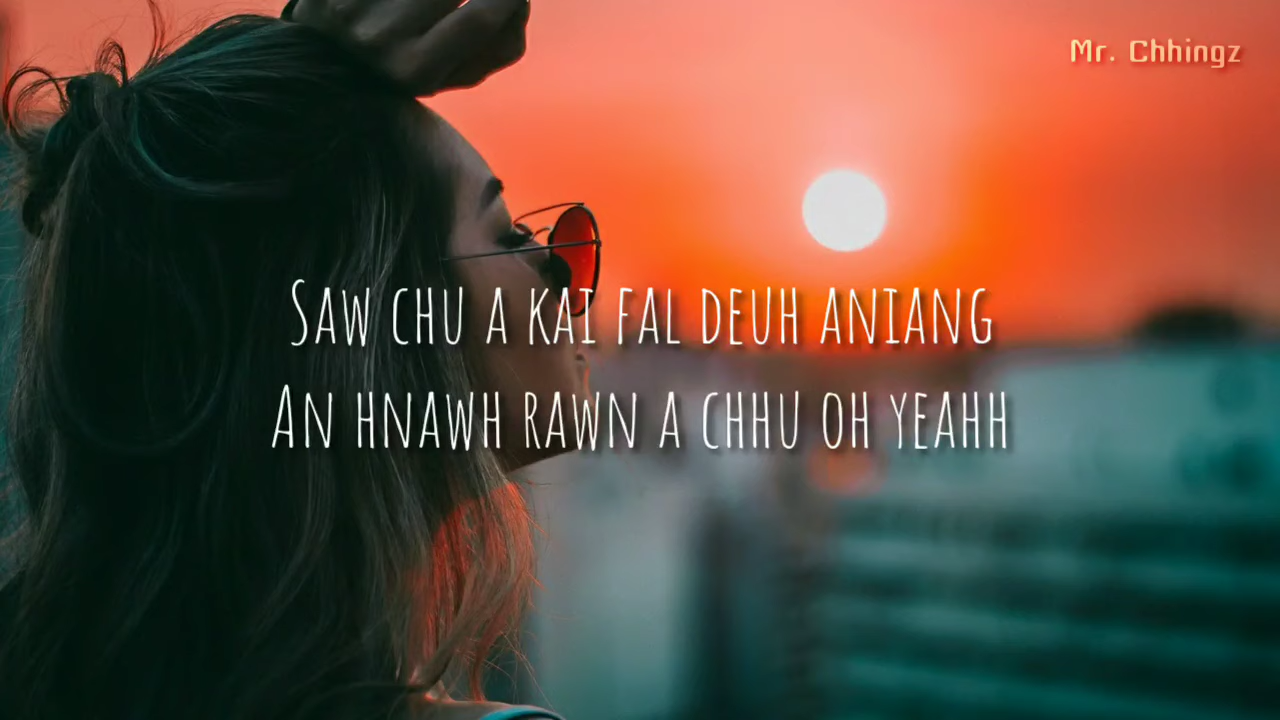 Mr. Chhingz
Saw chu a kai fal deuh aniang
An hnawh rawn a chhu oh yeahh